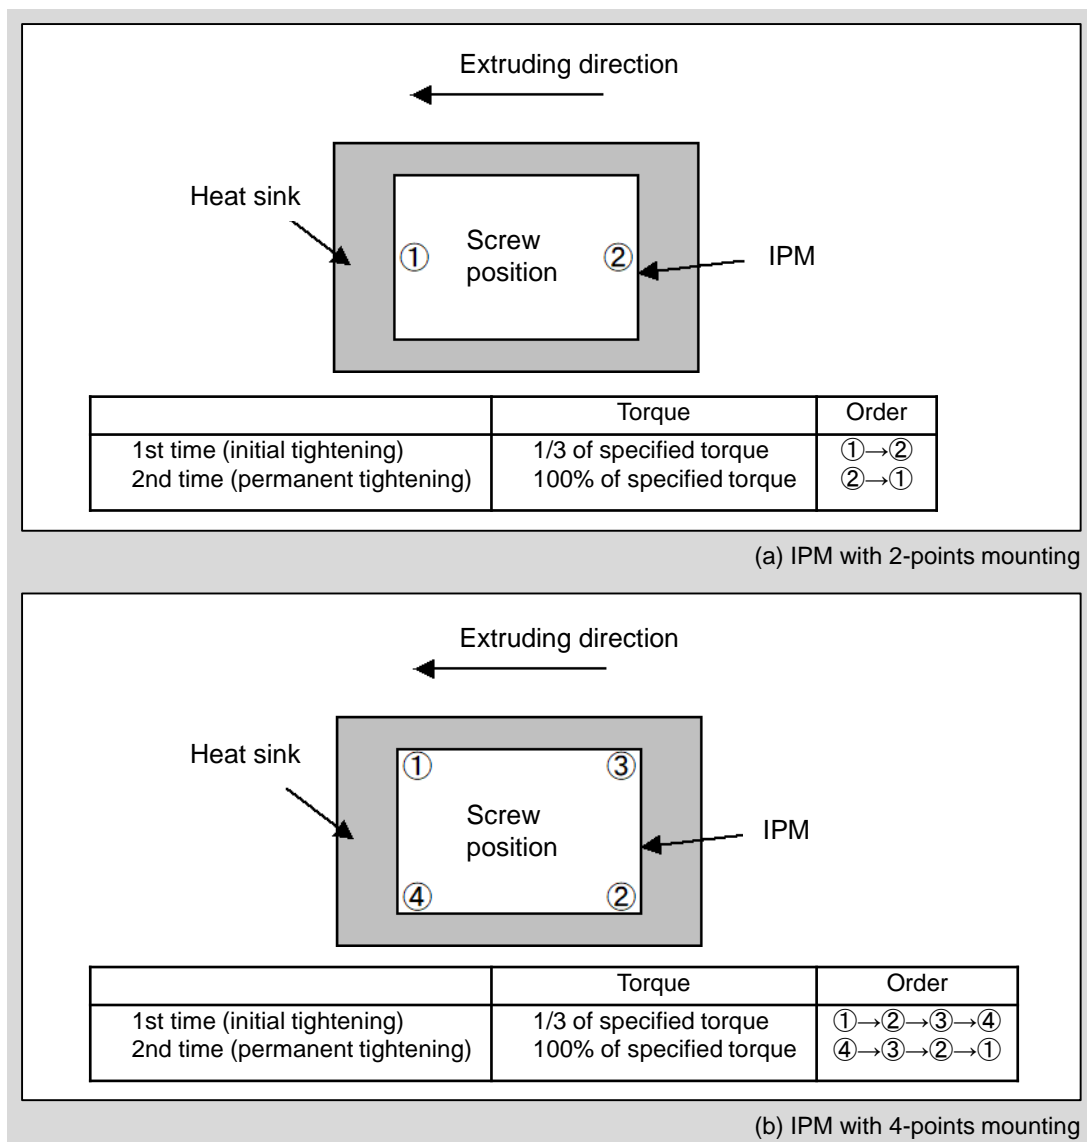 Extruding direction
Heat sink
① Screw position ②
IPM
Torque Order
1st time (initial tightening) 1/3 of specified torque ①→②
2nd time (permanent tightening) 100% of specified torque ②→①
(a) IPM with 2-points mounting
Extruding direction
Heat sink
① ③
Screw
position
IPM
④ ②
Torque Order
1st time (initial tightening) 1/3 of specified torque ①→②→③→④
2nd time (permanent tightening) 100% of specified torque ④→③→②→①
(b) IPM with 4-points mounting